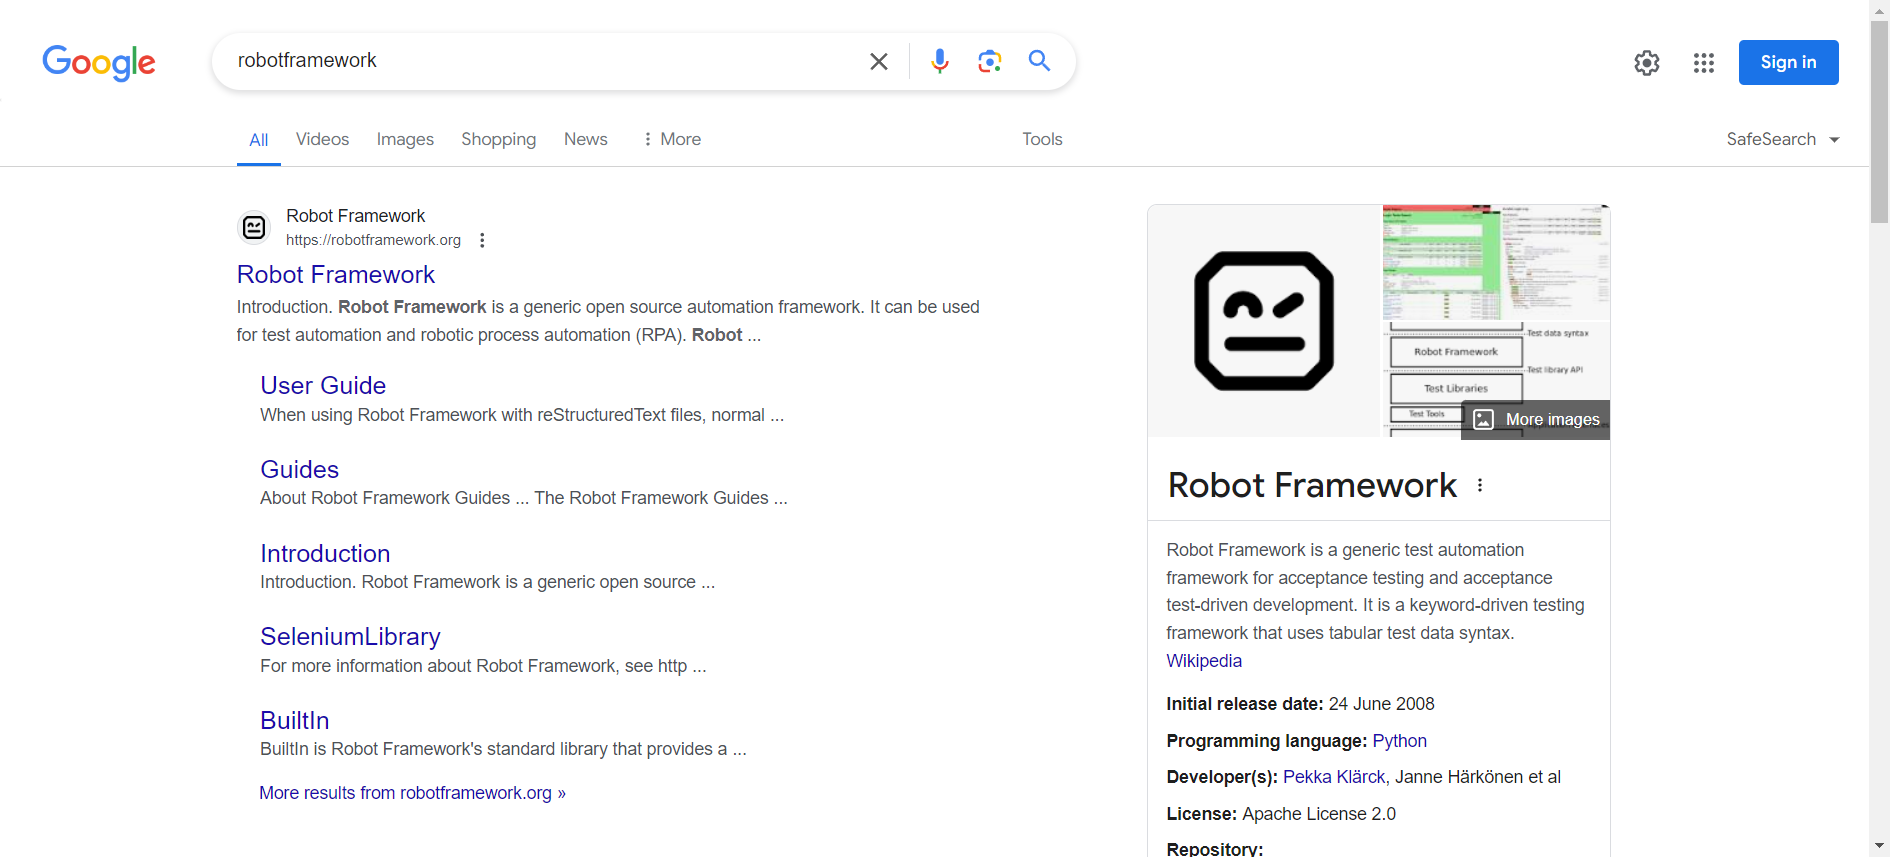 Google
robotframework
Sign in
All
Videos
Images
Shopping
News
More
Tools
SafeSearch
Robot Framework
https://robotframework.org
Robot Framework
Introduction. Robot Framework is a generic open source automation framework. It can be used
for test automation and robotic process automation (RPA). Robot ...
User Guide
When using Robot Framework with reStructuredText files, normal ...
Guides
About Robot Framework Guides ... The Robot Framework Guides ...
Introduction
Introduction. Robot Framework is a generic open source ...
SeleniumLibrary
For more information about Robot Framework, see http ...
BuiltIn
BuiltIn is Robot Framework's standard library that provides a ...
More results from robotframework.org »
Test data syntax
Robot Framework
Test library API
Test Libraries
Test Tools
More images
Robot Framework
Robot Framework is a generic test automation
framework for acceptance testing and acceptance
test-driven development. It is a keyword-driven testing
framework that uses tabular test data syntax.
Wikipedia
Initial release date: 24 June 2008
Programming language: Python
Developer(s): Pekka Klärck, Janne Härkönen et al
License: Apache License 2.0
Repository: